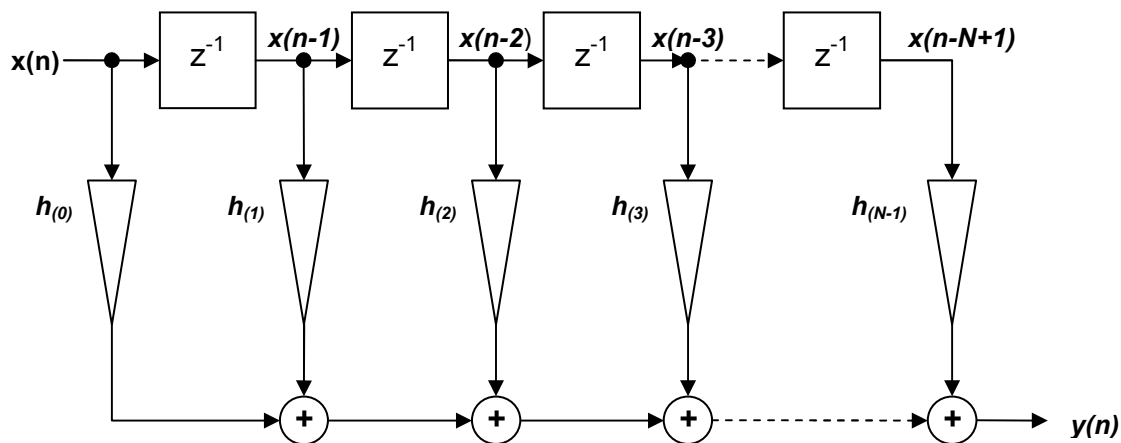 x(n) z⁻¹ x(n-1) z⁻¹ x(n-2) z⁻¹ x(n-3) z⁻¹ x(n-N+1)
h(0) h(1) h(2) h(3) h(N-1)
+ + + +
y(n)